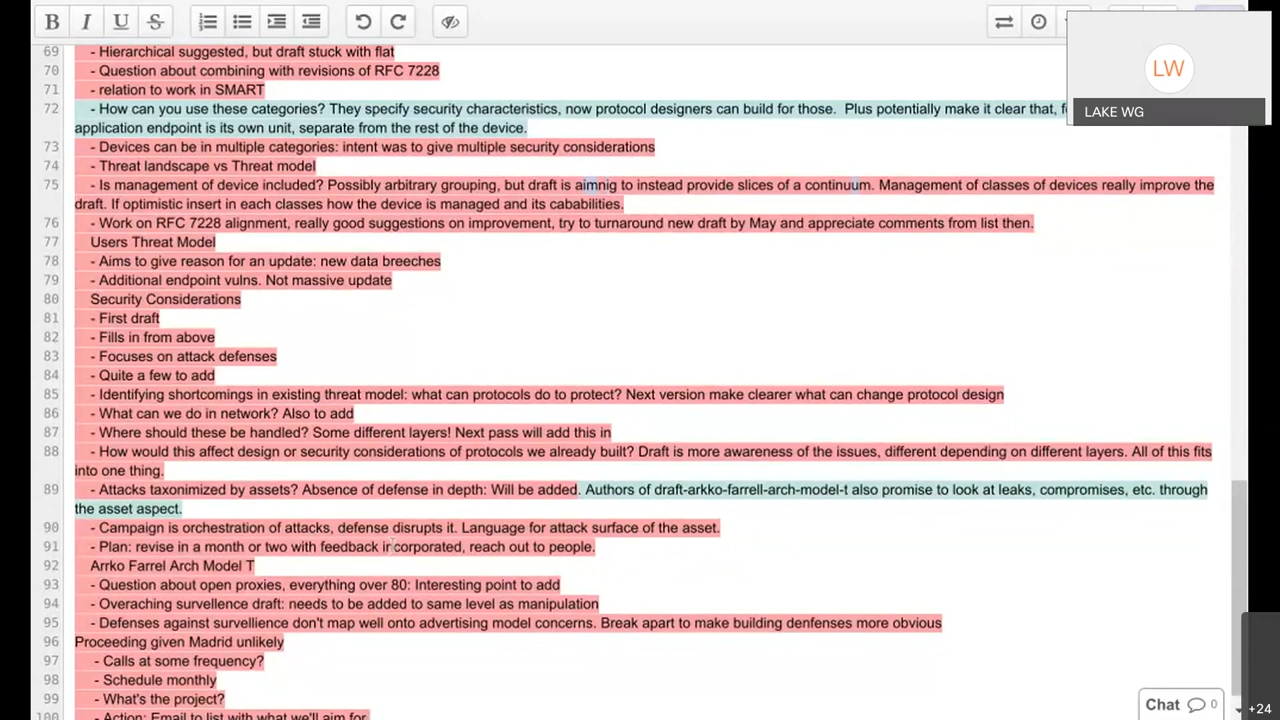 B I U S
LW
LAKE WG
69 - Hierarchical suggested, but draft stuck with flat
70 - Question about combining with revisions of RFC 7228
71 - relation to work in SMART
72 - How can you use these categories? They specify security characteristics, now protocol designers can build for those.  Plus potentially make it clear that,
application endpoint is its own unit, separate from the rest of the device.
73 - Devices can be in multiple categories: intent was to give multiple security considerations
74 - Threat landscape vs Threat model
75 - Is management of device included? Possibly arbitrary grouping, but draft is aimnig to instead provide slices of a continuum. Management of classes of devices really improve the
draft. If optimistic insert in each classes how the device is managed and its cababilities.
76 - Work on RFC 7228 alignment, really good suggestions on improvement, try to turnaround new draft by May and appreciate comments from list then.
77 Users Threat Model
78 - Aims to give reason for an update: new data breeches
79 - Additional endpoint vulns. Not massive update
80 Security Considerations
81 - First draft
82 - Fills in from above
83 - Focuses on attack defenses
84 - Quite a few to add
85 - Identifying shortcomings in existing threat model: what can protocols do to protect? Next version make clearer what can change protocol design
86 - What can we do in network? Also to add
87 - Where should these be handled? Some different layers! Next pass will add this in
88 - How would this affect design or security considerations of protocols we already built? Draft is more awareness of the issues, different depending on different layers. All of this fits
into one thing.
89 - Attacks taxonimized by assets? Absence of defense in depth: Will be added. Authors of draft-arkko-farrell-arch-model-t also promise to look at leaks, compromises, etc. through
the asset aspect.
90 - Campaign is orchestration of attacks, defense disrupts it. Language for attack surface of the asset.
91 - Plan: revise in a month or two with feedback incorporated, reach out to people.
92 Arrko Farrel Arch Model T
93 - Question about open proxies, everything over 80: Interesting point to add
94 - Overaching survellence draft: needs to be added to same level as manipulation
95 - Defenses against survellience don't map well onto advertising model concerns. Break apart to make building denfenses more obvious
96 Proceeding given Madrid unlikely
97 - Calls at some frequency?
98 - Schedule monthly
99 - What's the project?
100 - Action: Email to list with what we'll aim for
Chat 0
+24